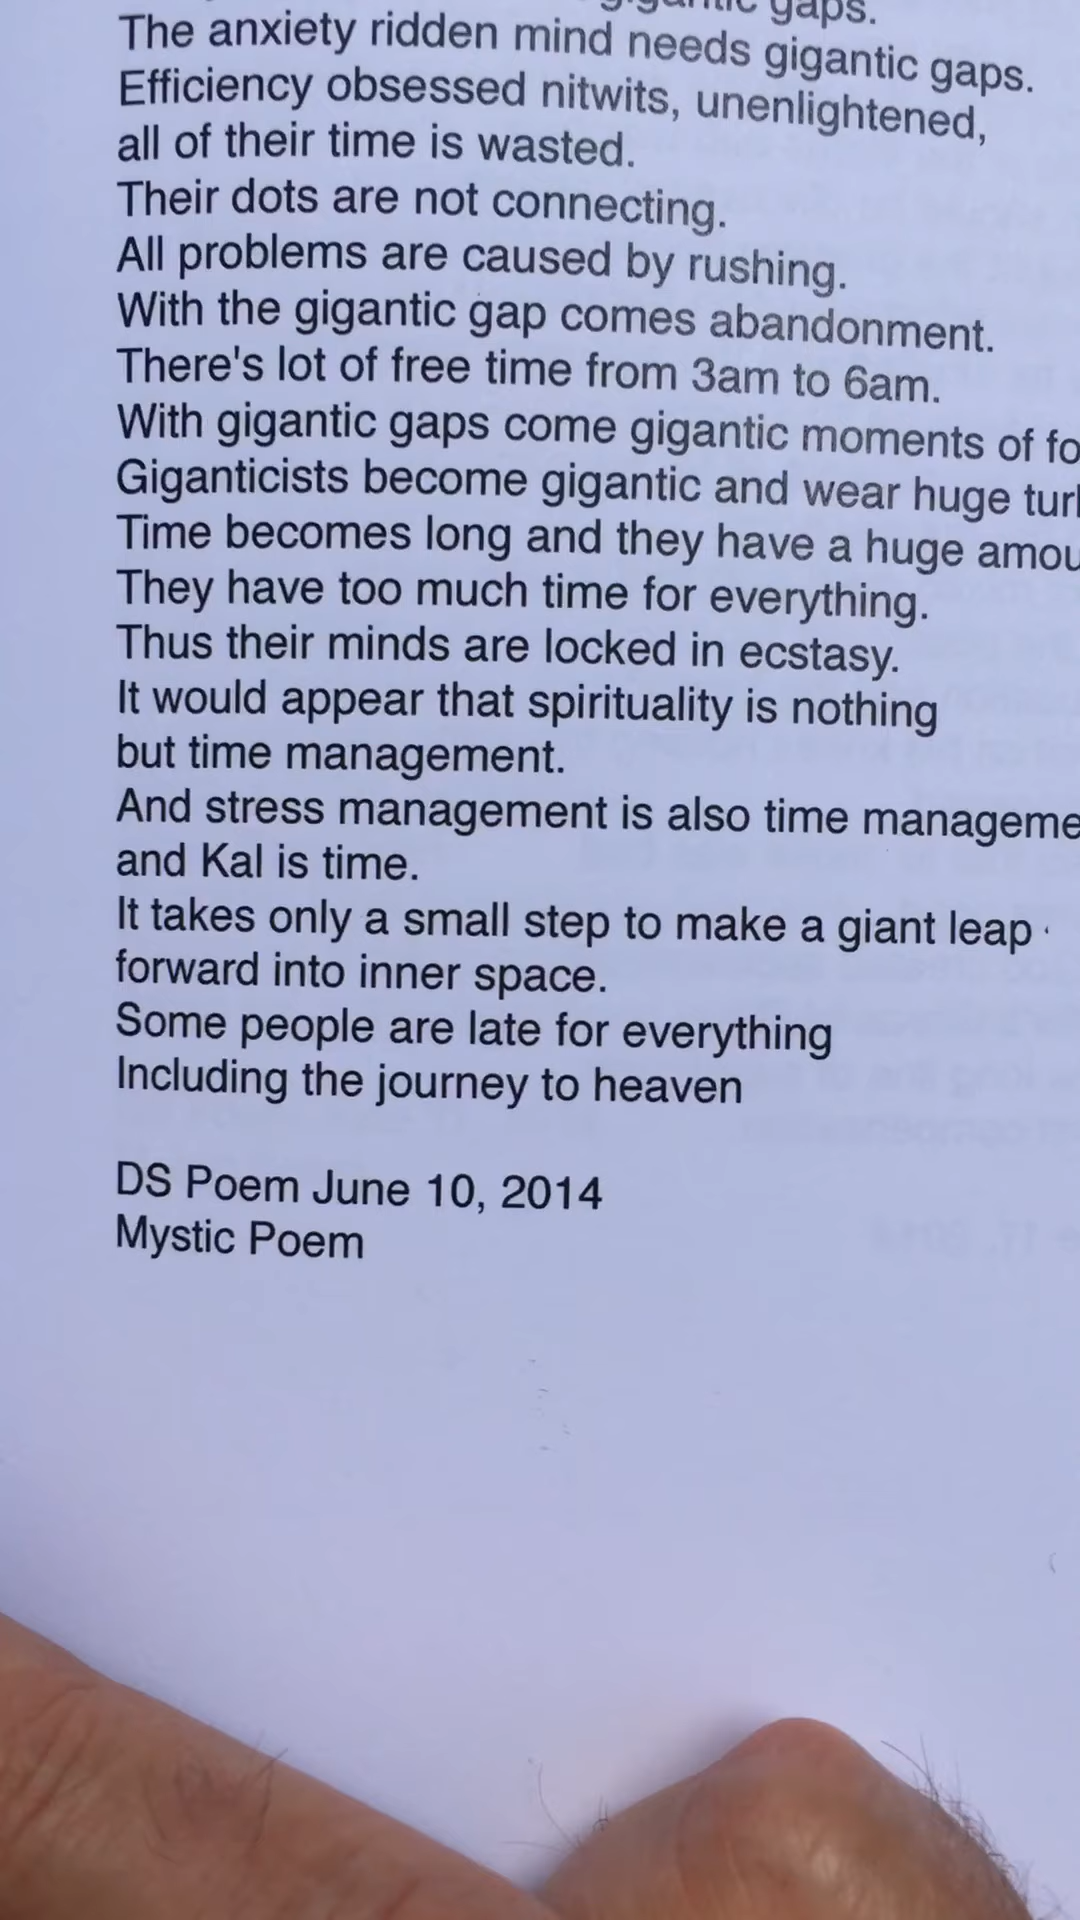 gigantic gaps.
The anxiety ridden mind needs gigantic gaps.
Efficiency obsessed nitwits, unenlightened,
all of their time is wasted.
Their dots are not connecting.
All problems are caused by rushing.
With the gigantic gap comes abandonment.
There's lot of free time from 3am to 6am.
With gigantic gaps come gigantic moments of
Giganticists become gigantic and wear huge
Time becomes long and they have a huge
They have too much time for everything.
Thus their minds are locked in ecstasy.
It would appear that spirituality is nothing
but time management.
And stress management is also time
and Kal is time.
It takes only a small step to make a giant leap
forward into inner space.
Some people are late for everything
Including the journey to heaven
DS Poem June 10, 2014
Mystic Poem